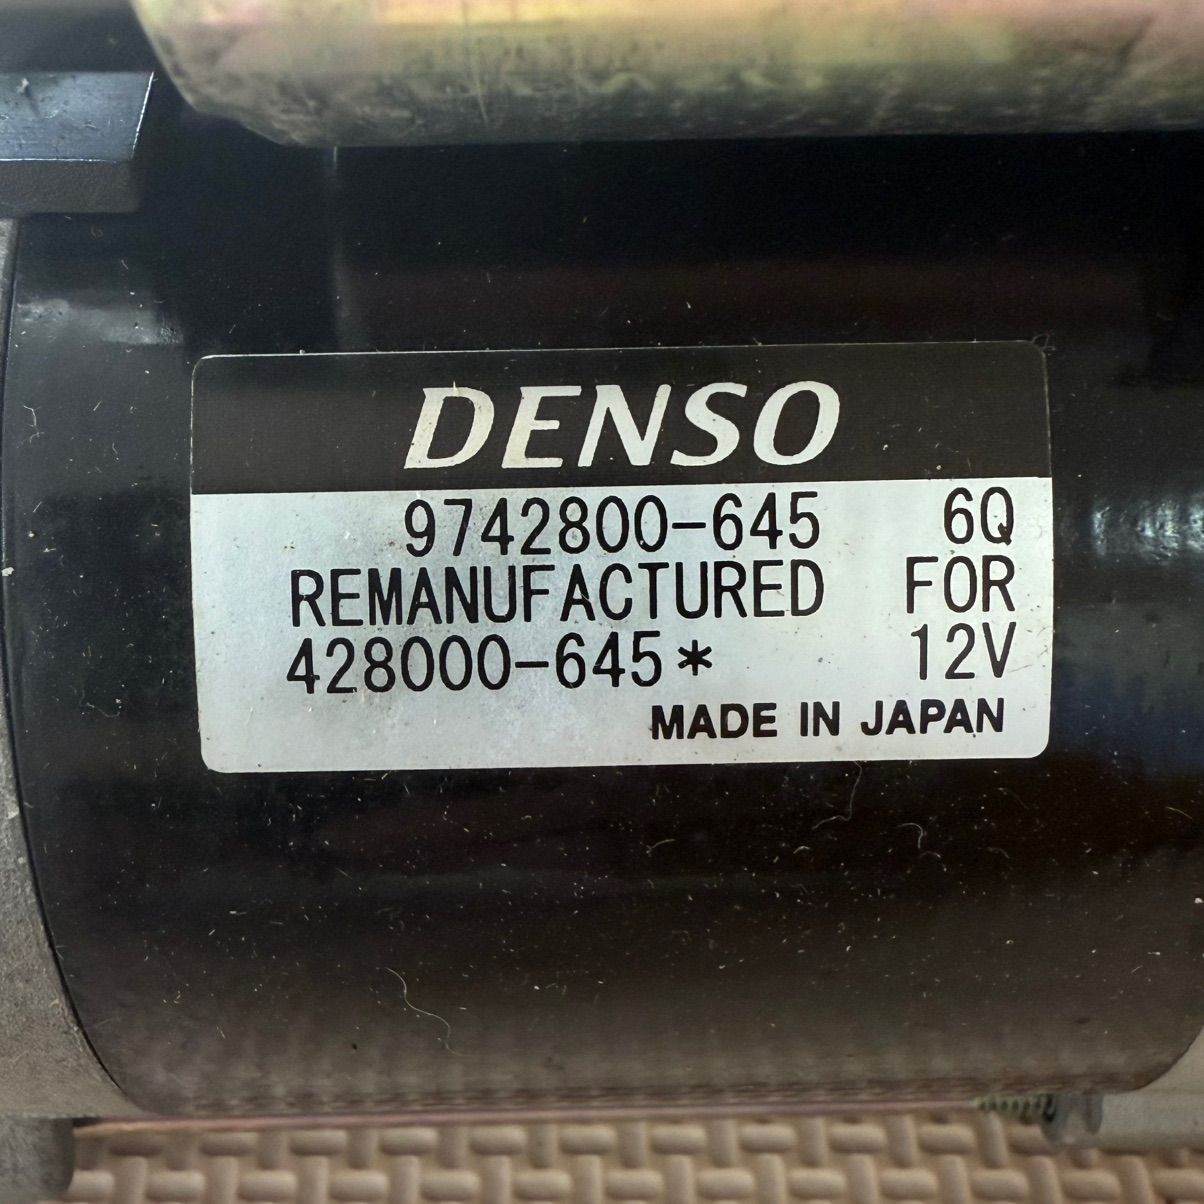 DENSO
9742800-645 6Q
REMANUFACTURED FOR
428000-645* 12V
MADE IN JAPAN